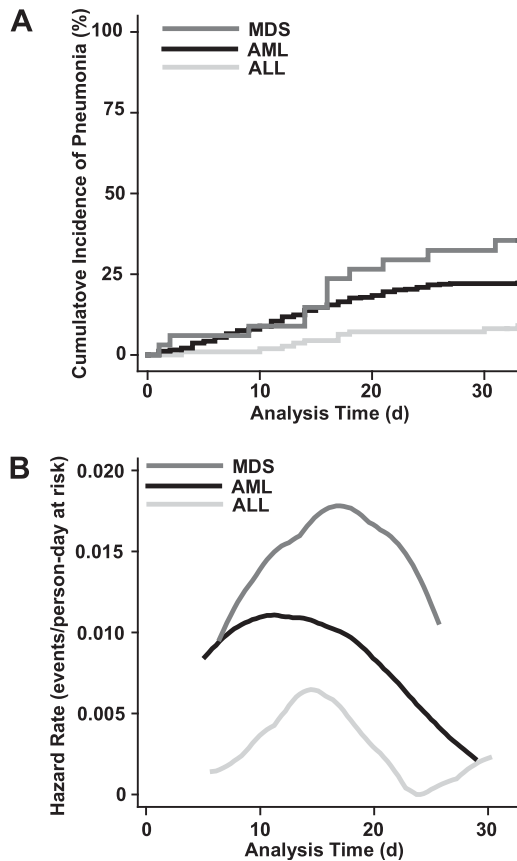 A
Cumulatove Incidence of Pneumonia (%)
100
75
50
25
0
MDS
AML
ALL
0 10 20 30
Analysis Time (d)
B
Hazard Rate (events/person-day at risk)
0.020
0.015
0.010
0.005
0
MDS
AML
ALL
0 10 20 30
Analysis Time (d)